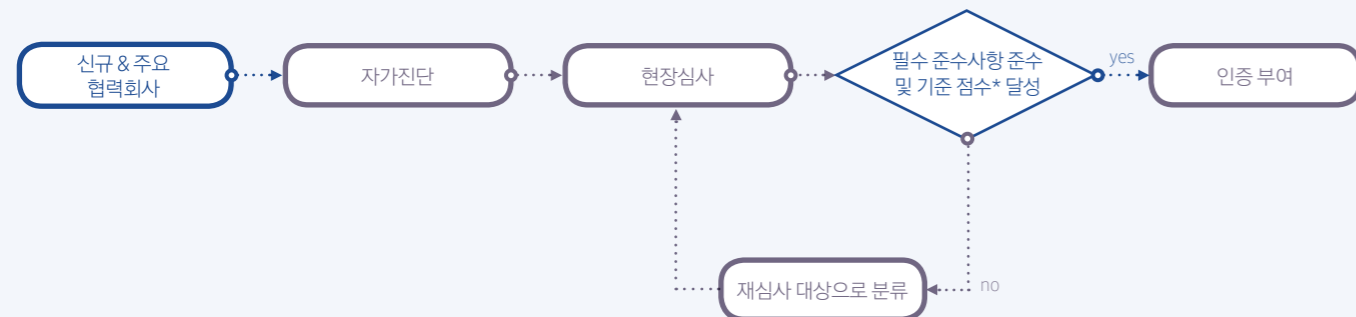 신규 & 주요
협력회사
자가진단
현장심사
필수 준수사항 준수
및 기준 점수* 달성
yes
인증 부여
재심사 대상으로 분류
no